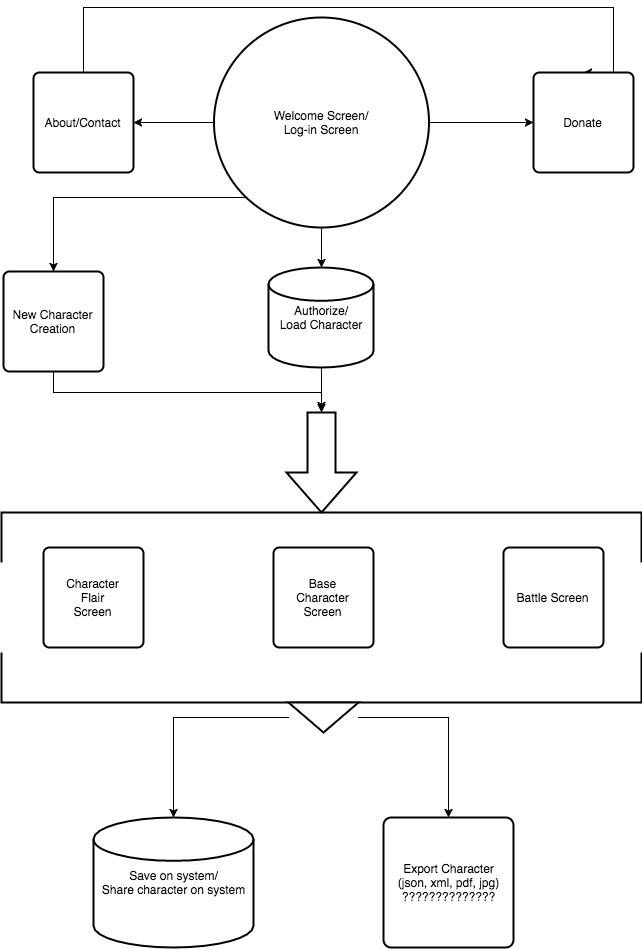 Welcome Screen/
Log-in Screen
About/Contact
Donate
New Character
Creation
Authorize/
Load Character
Character
Flair
Screen
Base
Character
Screen
Battle Screen
Save on system/
Share character on system
Export Character
(json, xml, pdf, jpg)
??????????????